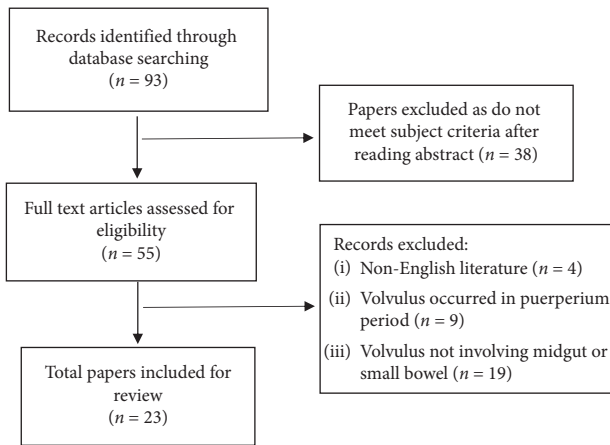 Records identified through
database searching
(n = 93)
Papers excluded as do not
meet subject criteria after
reading abstract (n = 38)
Full text articles assessed for
eligibility
(n = 55)
Records excluded:
(i) Non-English literature (n = 4)
(ii) Volvulus occurred in puerperium
period (n = 9)
(iii) Volvulus not involving midgut or
small bowel (n = 19)
Total papers included for
review
(n = 23)